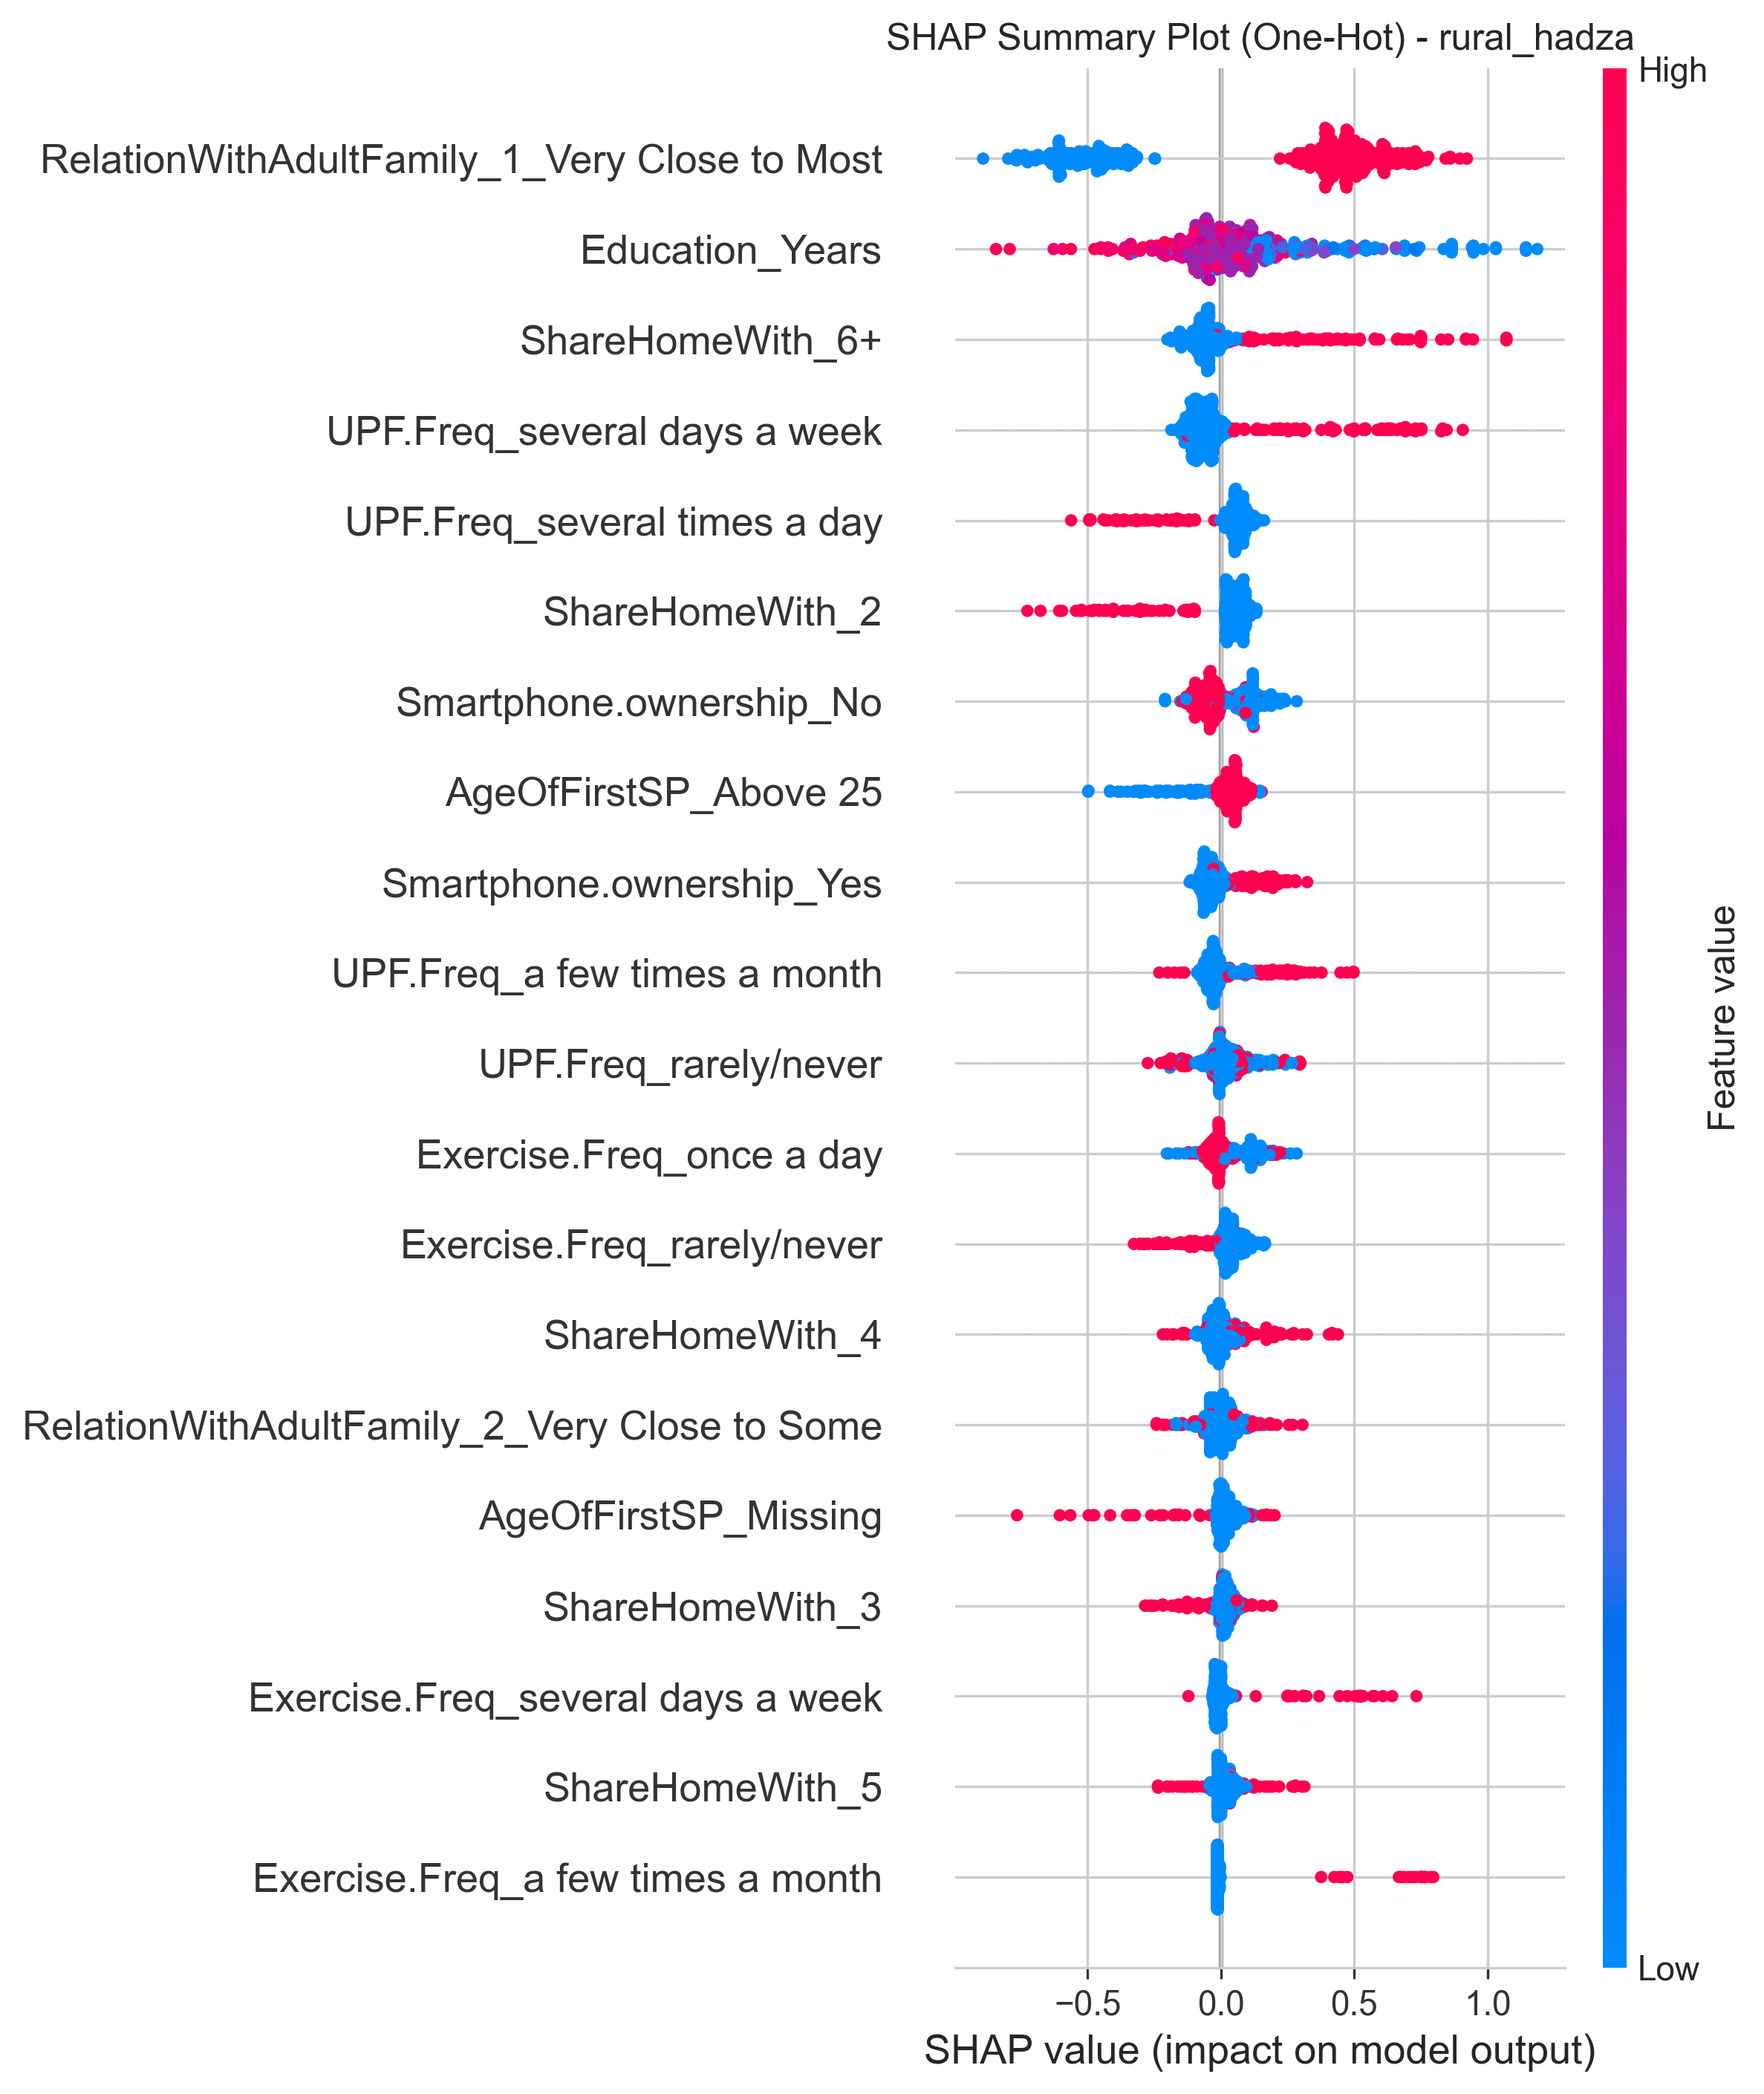 SHAP Summary Plot (One-Hot) - rural_hadza
High
RelationWithAdultFamily_1_Very Close to Most
Education_Years
ShareHomeWith_6+
UPF.Freq_several days a week
UPF.Freq_several times a day
ShareHomeWith_2
Smartphone.ownership_No
AgeOfFirstSP_Above 25
Smartphone.ownership_Yes
UPF.Freq_a few times a month
UPF.Freq_rarely/never
Exercise.Freq_once a day
Exercise.Freq_rarely/never
ShareHomeWith_4
RelationWithAdultFamily_2_Very Close to Some
AgeOfFirstSP_Missing
ShareHomeWith_3
Exercise.Freq_several days a week
ShareHomeWith_5
Exercise.Freq_a few times a month
Feature value
Low
−0.5 0.0 0.5 1.0
SHAP value (impact on model output)